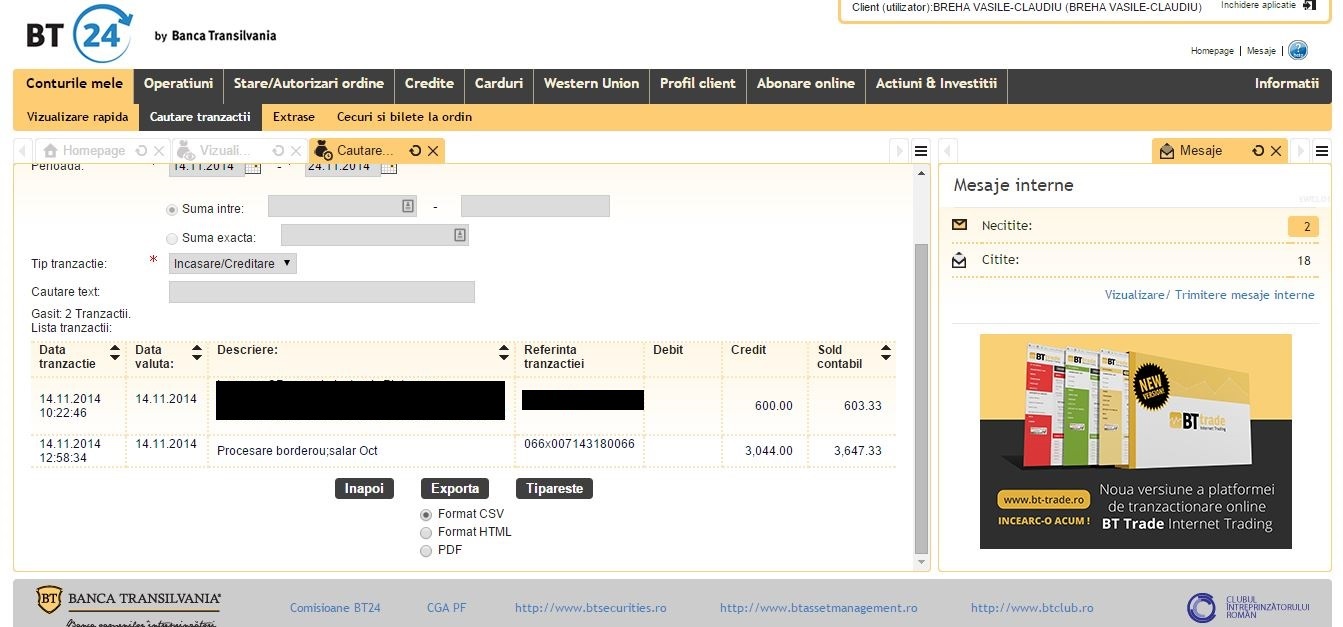 Client (utilizator):BREHA VASILE-CLAUDIU (BREHA VASILE-CLAUDIU)
Inchidere aplicatie
BT 24 by Banca Transilvania
Homepage | Mesaje |
Conturile mele Operatiuni Stare/Autorizari ordine Credite Carduri Western Union Profil client Abonare online Actiuni & Investitii Informatii
Vizualizare rapida Cautare tranzactii Extrase Cecuri si bilete la ordin
Homepage Vizuali... Cautare... Mesaje
Perioada: * 14.11.2014 - * 24.11.2014
Suma intre: -
Suma exacta:
Tip tranzactie: * Incasare/Creditare
Cautare text:
Gasit: 2 Tranzactii.
Lista tranzactii:
Data tranzactie Data valuta: Descriere: Referinta tranzactiei Debit Credit Sold contabil
14.11.2014 10:22:46 14.11.2014 600.00 603.33
14.11.2014 12:58:34 14.11.2014 Procesare borderou;salar Oct 066x007143180066 3,044.00 3,647.33
Inapoi Exporta Tipareste
Format CSV
Format HTML
PDF
Mesaje interne
Necitite: 2
Citite: 18
Vizualizare/ Trimitere mesaje interne
NEW VERSION!
BT trade
Internet Trading
www.bt-trade.ro
INCEARC-O ACUM !
Noua versiune a platformei
de tranzactionare online
BT Trade Internet Trading
BT BANCA TRANSILVANIA
Banca oamenilor întreprinzători
Comisioane BT24 CGA PF http://www.btsecurities.ro http://www.btassetmanagement.ro http://www.btclub.ro
CLUBUL
ÎNTREPRINZĂTORULUI
ROMÂN